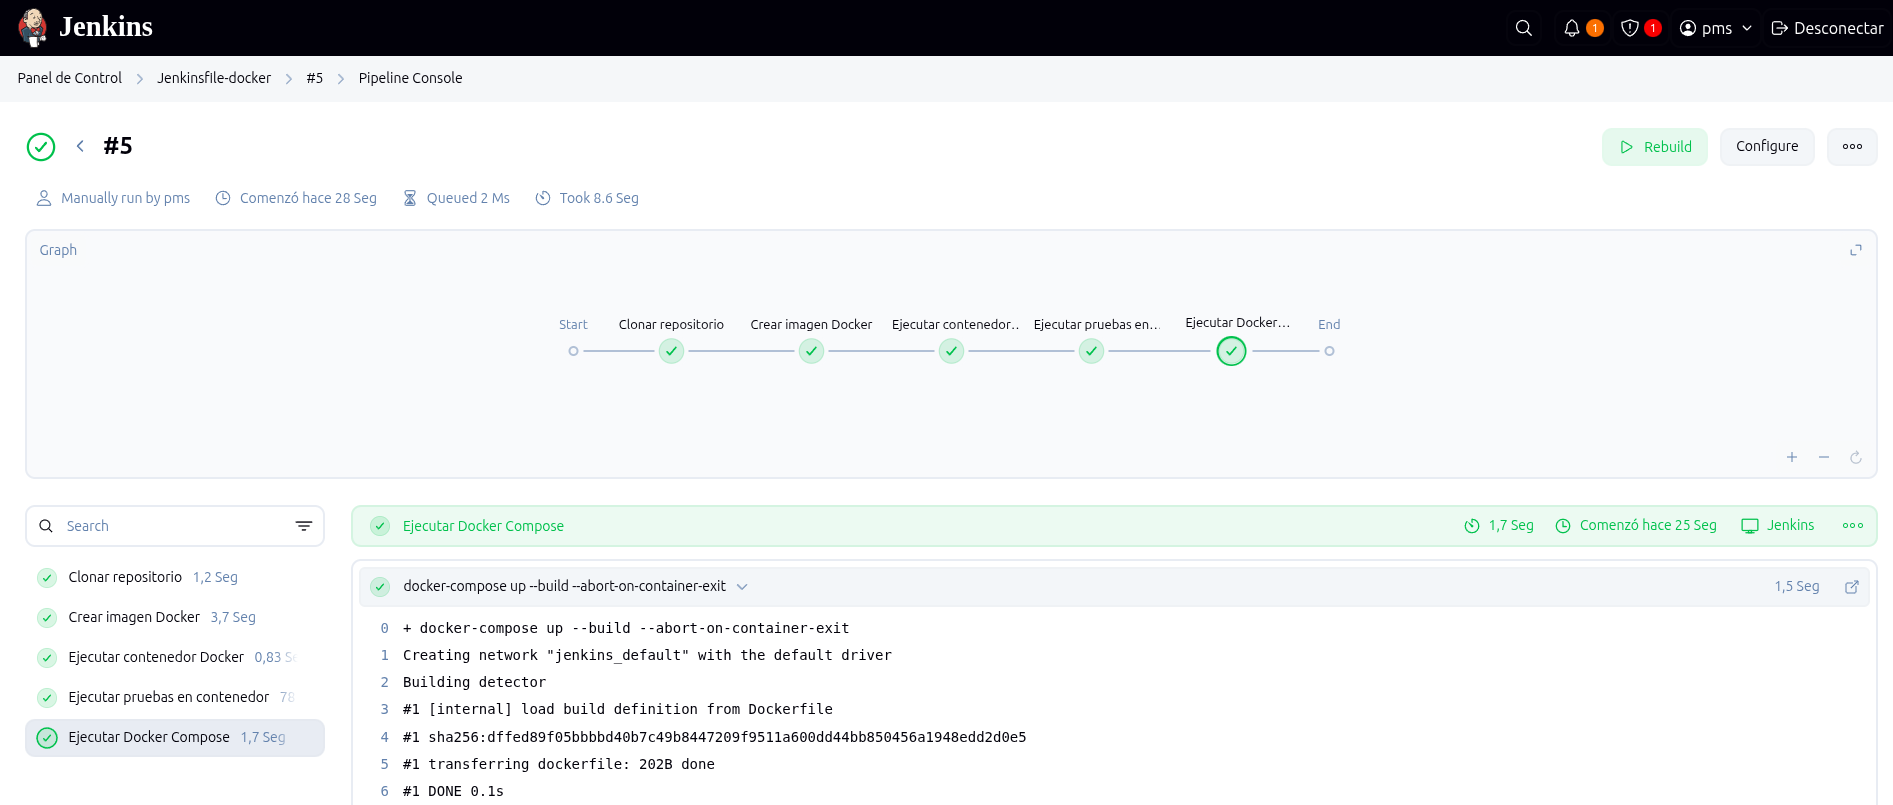 Jenkins
1
1
pms
Desconectar
Panel de Control
Jenkinsfile-docker
#5
Pipeline Console
#5
Rebuild
Configure
Manually run by pms
Comenzó hace 28 Seg
Queued 2 Ms
Took 8.6 Seg
Graph
Start
Clonar repositorio
Crear imagen Docker
Ejecutar contenedor...
Ejecutar pruebas en...
Ejecutar Docker...
End
Search
Ejecutar Docker Compose
1,7 Seg
Comenzó hace 25 Seg
Jenkins
Clonar repositorio 1,2 Seg
Crear imagen Docker 3,7 Seg
Ejecutar contenedor Docker 0,83 S
Ejecutar pruebas en contenedor 78
Ejecutar Docker Compose 1,7 Seg
docker-compose up --build --abort-on-container-exit
1,5 Seg
0 + docker-compose up --build --abort-on-container-exit
1 Creating network "jenkins_default" with the default driver
2 Building detector
3 #1 [internal] load build definition from Dockerfile
4 #1 sha256:dffed89f05bbbbd40b7c49b8447209f9511a600dd44bb850456a1948edd2d0e5
5 #1 transferring dockerfile: 202B done
6 #1 DONE 0.1s